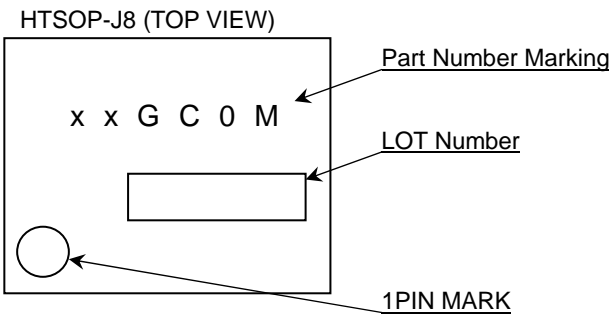 HTSOP-J8 (TOP VIEW)
Part Number Marking
x x G C 0 M
LOT Number
1PIN MARK